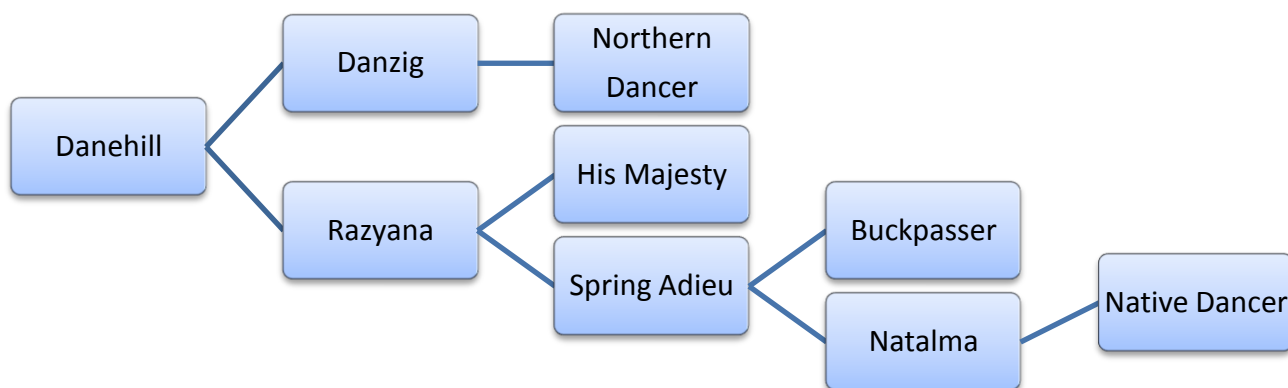 Danehill
Danzig
Northern
Dancer
Razyana
His Majesty
Spring Adieu
Buckpasser
Natalma
Native Dancer